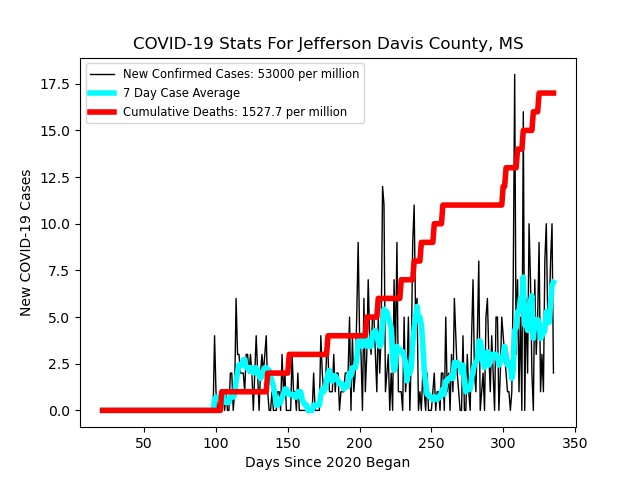 COVID-19 Stats For Jefferson Davis County, MS
New Confirmed Cases: 53000 per million
7 Day Case Average
Cumulative Deaths: 1527.7 per million
New COVID-19 Cases
17.5
15.0
12.5
10.0
7.5
5.0
2.5
0.0
50 100 150 200 250 300 350
Days Since 2020 Began